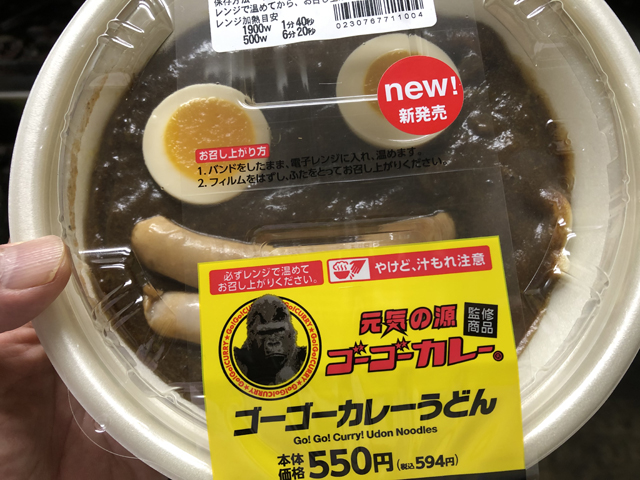 保存方法
レンジで温めてから、お召し
レンジ加熱目安
1900w 1分40秒
500w 6分20秒
0230767711004
new!
新発売
お召し上がり方
1. バンドをしたまま、電子レンジに入れ、温めます。
2. フィルムをはずし、ふたをとってお召し上がりください。
必ずレンジで温めて
お召し上がりください。
やけど、汁もれ注意
Go!Go!CURRY
元気の源
ゴーゴーカレー®
監修
商品
ゴーゴーカレーうどん
Go! Go! Curry! Udon Noodles
本体
価格 550円 (税込594円)